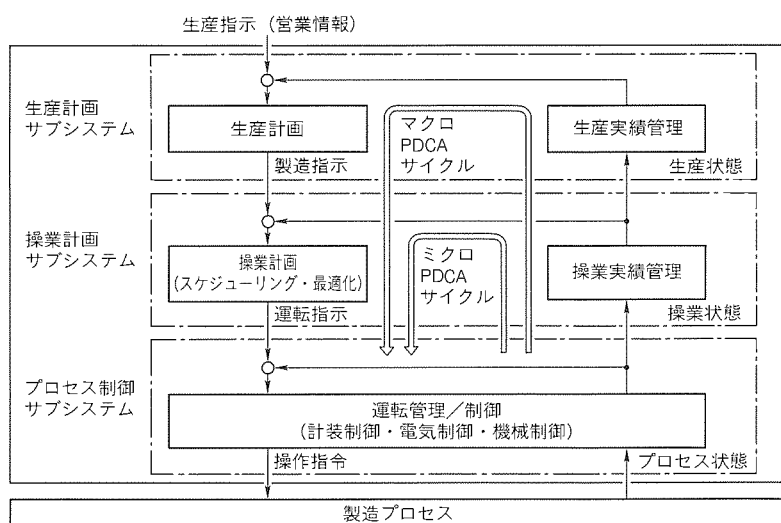 生産指示（営業情報）
生産計画
サブシステム
生産計画
製造指示
マクロ
PDCA
サイクル
生産実績管理
生産状態
操業計画
サブシステム
操業計画
(スケジューリング・最適化)
運転指示
ミクロ
PDCA
サイクル
操業実績管理
操業状態
プロセス制御
サブシステム
運転管理／制御
(計装制御・電気制御・機械制御)
操作指令
プロセス状態
製造プロセス